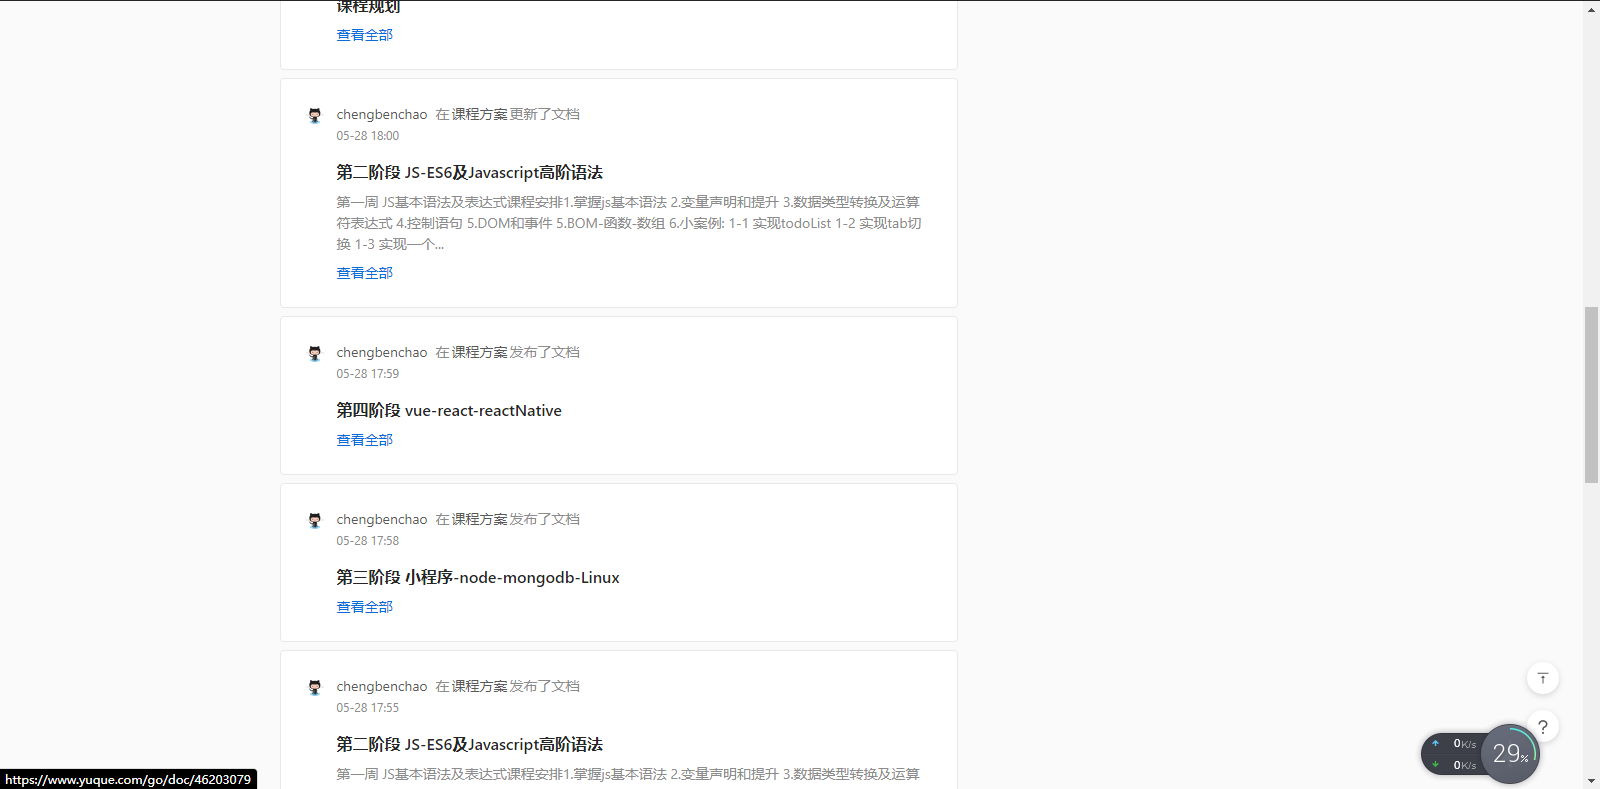 课程规划
查看全部
chengbenchao 在课程方案更新了文档
05-28 18:00
第二阶段 JS-ES6及Javascript高阶语法
第一周 JS基本语法及表达式课程安排1.掌握js基本语法 2.变量声明和提升 3.数据类型转换及运算
符表达式 4.控制语句 5.DOM和事件 5.BOM-函数-数组 6.小案例: 1-1 实现todoList 1-2 实现tab切
换 1-3 实现一个...
查看全部
chengbenchao 在课程方案发布了文档
05-28 17:59
第四阶段 vue-react-reactNative
查看全部
chengbenchao 在课程方案发布了文档
05-28 17:58
第三阶段 小程序-node-mongodb-Linux
查看全部
chengbenchao 在课程方案发布了文档
05-28 17:55
第二阶段 JS-ES6及Javascript高阶语法
第一周 JS基本语法及表达式课程安排1.掌握js基本语法 2.变量声明和提升 3.数据类型转换及运算
?
0K/s
0K/s
29%
https://www.yuque.com/go/doc/46203079